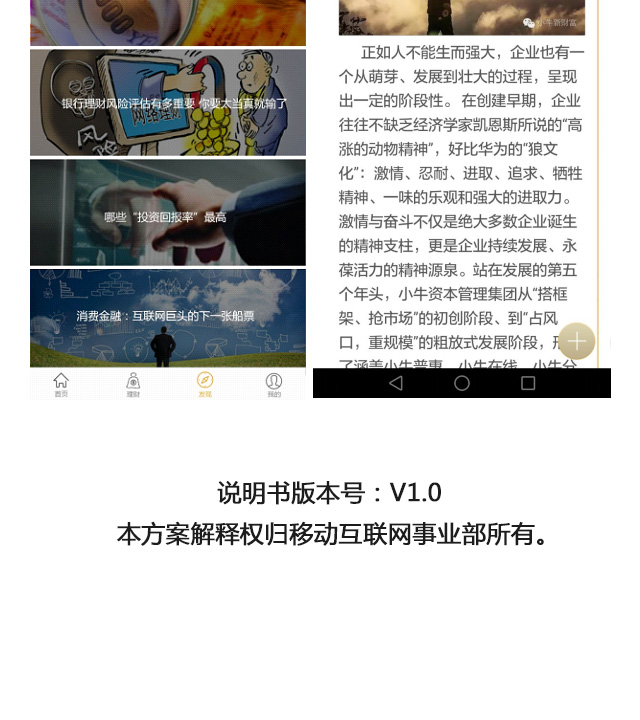 银行理财风险评估有多重要 你要大当真就输了
网络理财
风险
哪些“投资回报率”最高
消费金融：互联网巨头的下一张船票
首页
理财
发现
我的
小牛新财富
正如人不能生而强大，企业也有一
个从萌芽、发展到壮大的过程，呈现
出一定的阶段性。在创建早期，企业
往往不缺乏经济学家凯恩斯所说的“高
涨的动物精神”，好比华为的“狼文
化”：激情、忍耐、进取、追求、牺牲
精神、一味的乐观和强大的进取力。
激情与奋斗不仅是绝大多数企业诞生
的精神支柱，更是企业持续发展、永
葆活力的精神源泉。站在发展的第五
个年头，小牛资本管理集团从“搭框
架、抢市场”的初创阶段、到“占风
口，重规模”的粗放式发展阶段，形
了涵盖小牛普惠、小牛在线、小牛分
说明书版本号：V1.0
本方案解释权归移动互联网事业部所有。